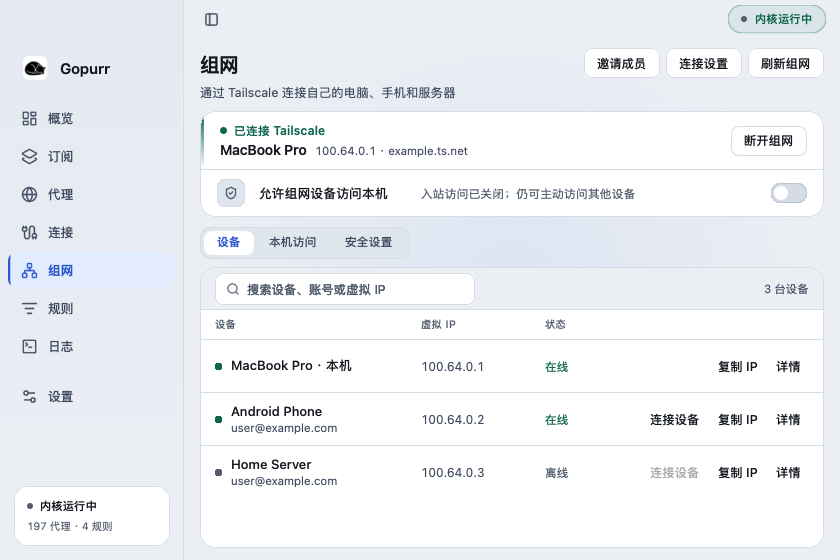 内核运行中
Gopurr
概览
订阅
代理
连接
组网
规则
日志
设置
内核运行中
197 代理 · 4 规则
组网
邀请成员 连接设置 刷新组网
通过 Tailscale 连接自己的电脑、手机和服务器
已连接 Tailscale
MacBook Pro 100.64.0.1 · example.ts.net
断开组网
允许组网设备访问本机 入站访问已关闭；仍可主动访问其他设备
设备 本机访问 安全设置
搜索设备、账号或虚拟 IP 3 台设备
设备 虚拟 IP 状态
MacBook Pro · 本机 100.64.0.1 在线 复制 IP 详情
Android Phone
user@example.com
100.64.0.2 在线 连接设备 复制 IP 详情
Home Server
user@example.com
100.64.0.3 离线 连接设备 复制 IP 详情